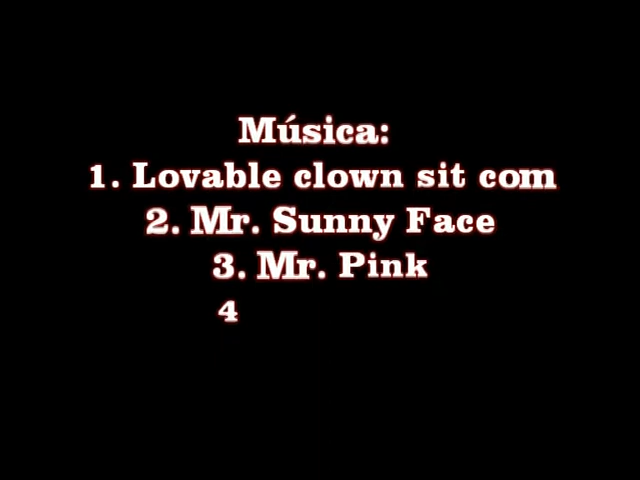 Música:
1. Lovable clown sit com
2. Mr. Sunny Face
3. Mr. Pink
4